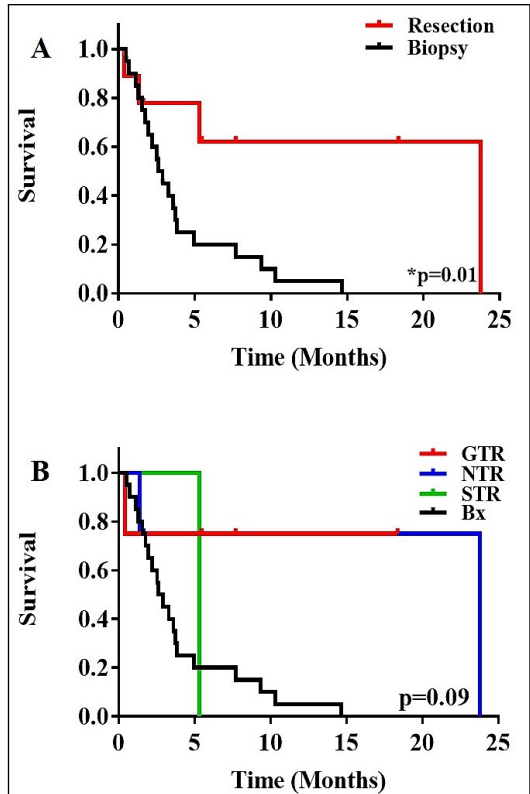 A
Resection
Biopsy
1.0
0.8
0.6
0.4
0.2
0.0
Survival
*p=0.01
0 5 10 15 20 25
Time (Months)
B
GTR
NTR
STR
Bx
1.0
0.8
0.6
0.4
0.2
0.0
Survival
p=0.09
0 5 10 15 20 25
Time (Months)